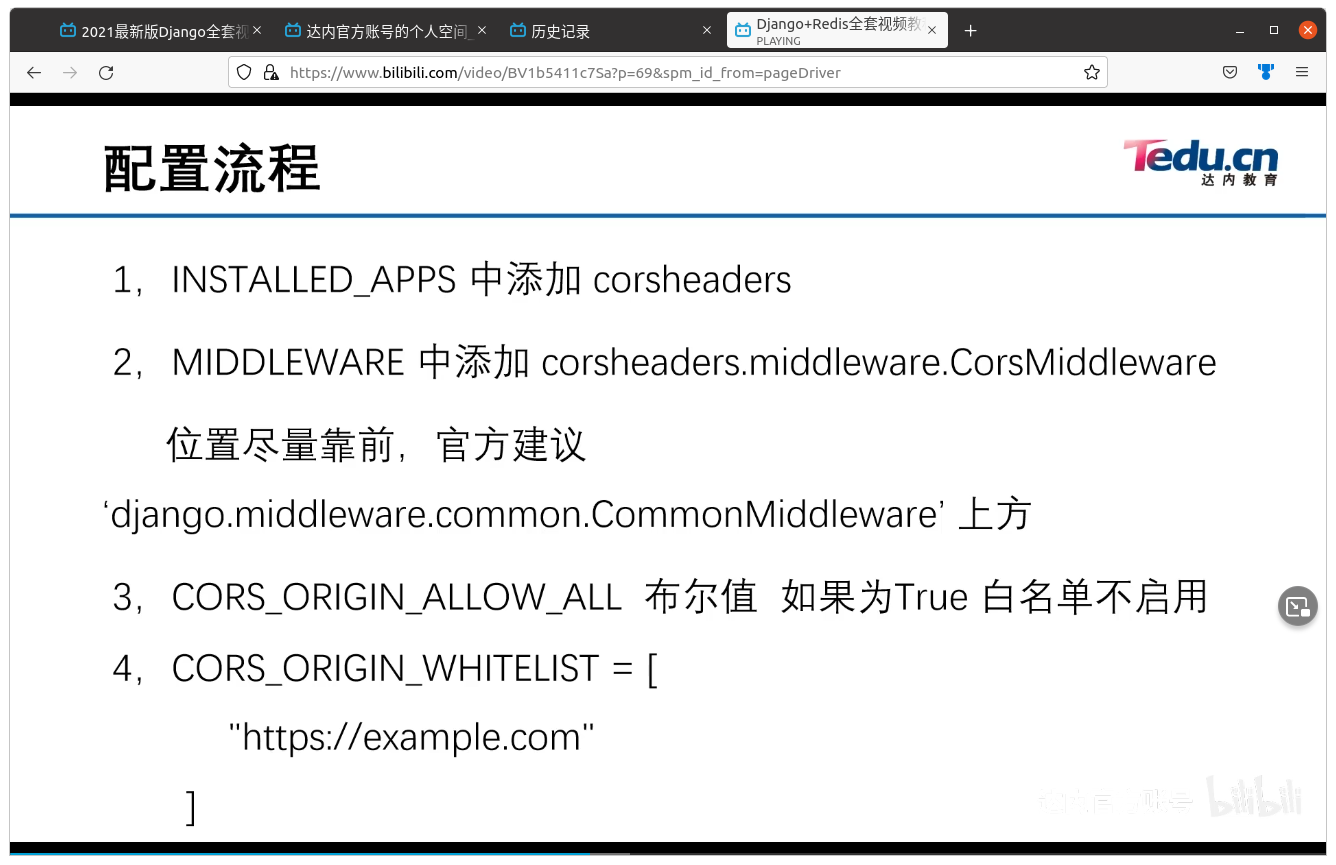 2021最新版Django全套视
达内官方账号的个人空间_
历史记录
Django+Redis全套视频教
PLAYING
https://www.bilibili.com/video/BV1b5411c7Sa?p=69&spm_id_from=pageDriver
配置流程
Tedu.cn
达内教育
1，INSTALLED_APPS 中添加 corsheaders
2，MIDDLEWARE 中添加 corsheaders.middleware.CorsMiddleware
位置尽量靠前，官方建议
‘django.middleware.common.CommonMiddleware’ 上方
3，CORS_ORIGIN_ALLOW_ALL 布尔值 如果为True 白名单不启用
4，CORS_ORIGIN_WHITELIST = [
"https://example.com"
]
bilibili